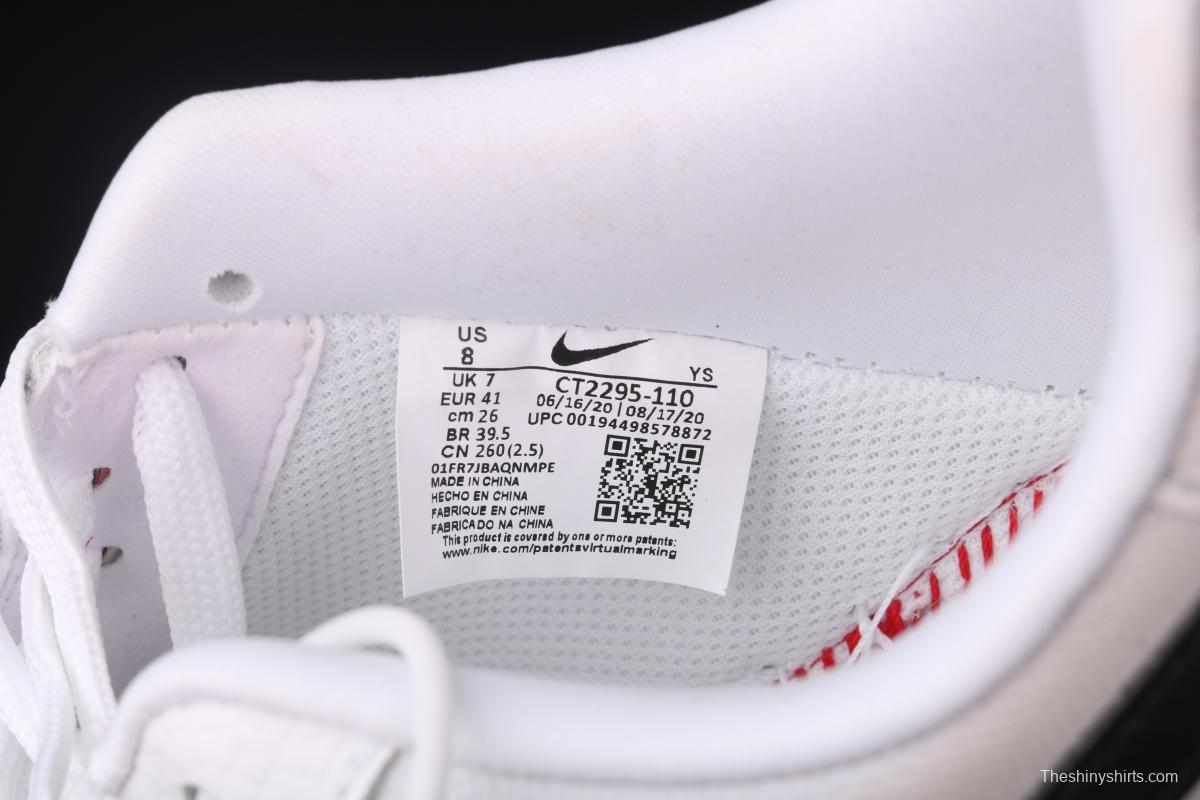 US
8
YS
UK 7
EUR 41
cm 26
BR 39.5
CN 260(2.5)
CT2295-110
06/16/20 | 08/17/20
UPC 00194498578872
01FR7JBAQNMPE
MADE IN CHINA
HECHO EN CHINA
FABRIQUE EN CHINE
FABRICADO NA CHINA
This product is covered by one or more patents:
www.nike.com/patentsvirtualmarking
Theshinyshirts.com